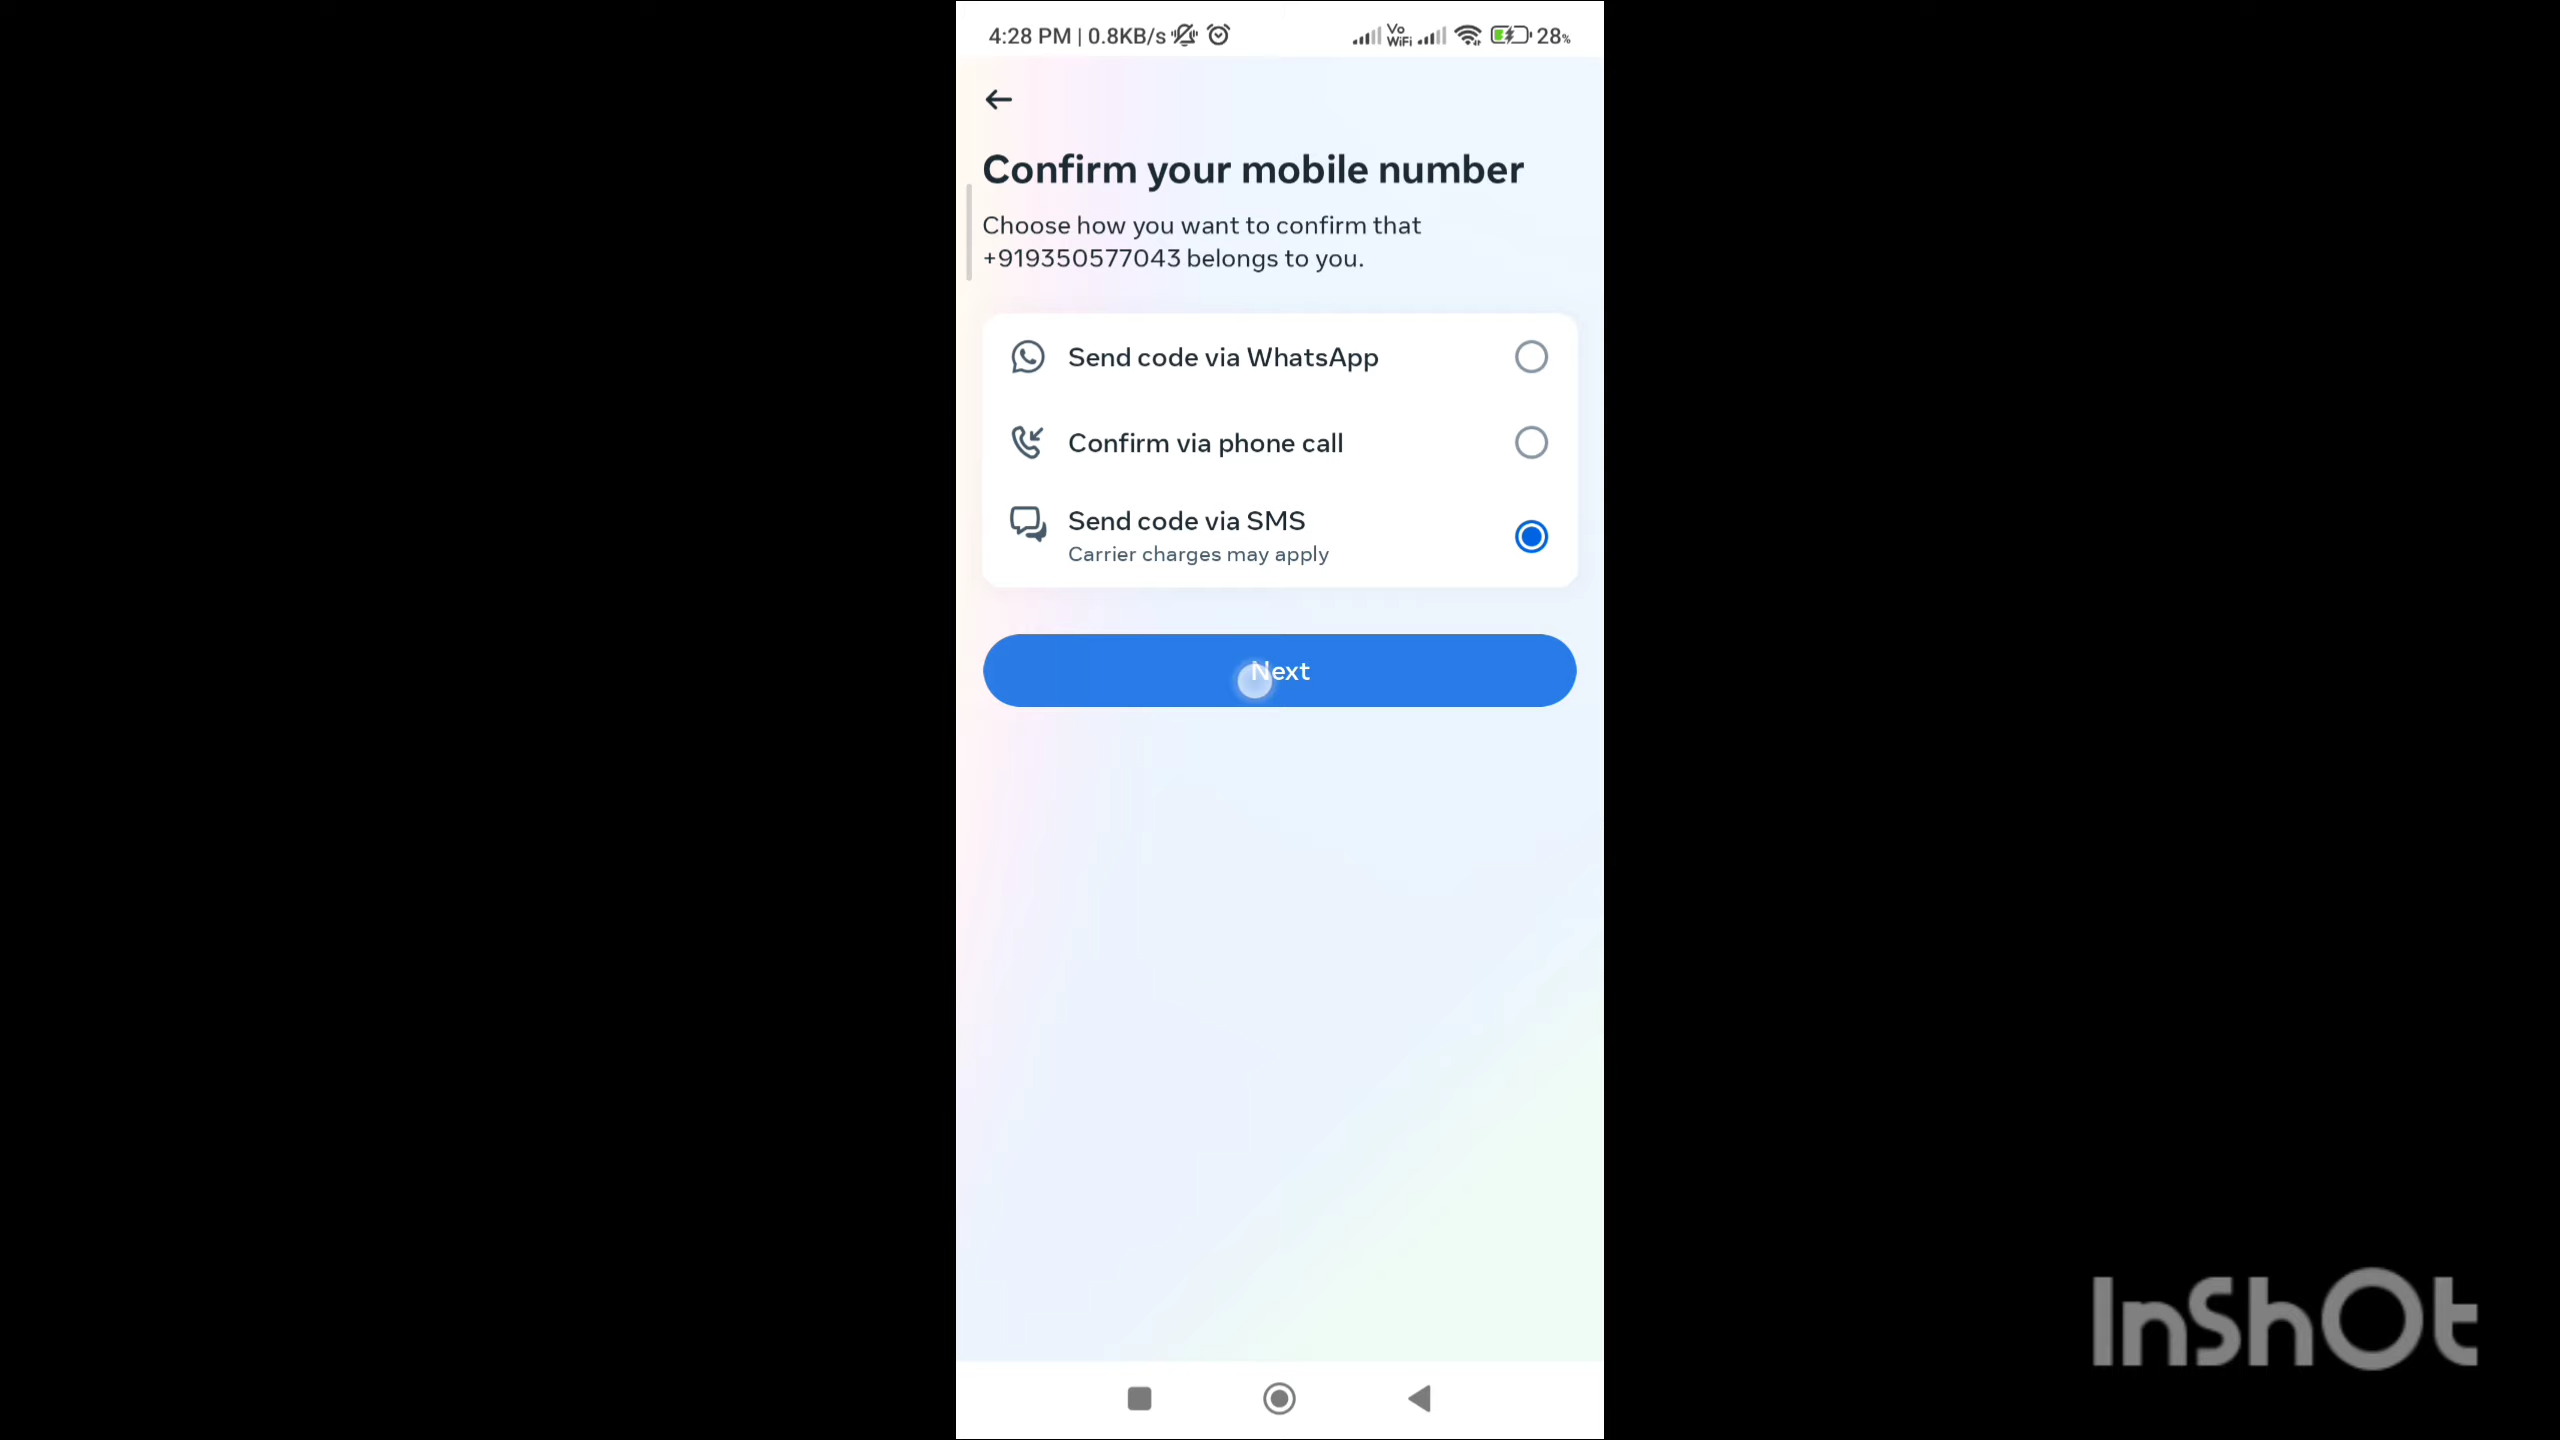 4:28 PM | 0.8KB/s Vo WiFi 28%
Confirm your mobile number
Choose how you want to confirm that
+919350577043 belongs to you.
Send code via WhatsApp
Confirm via phone call
Send code via SMS
Carrier charges may apply
Next
InShOt